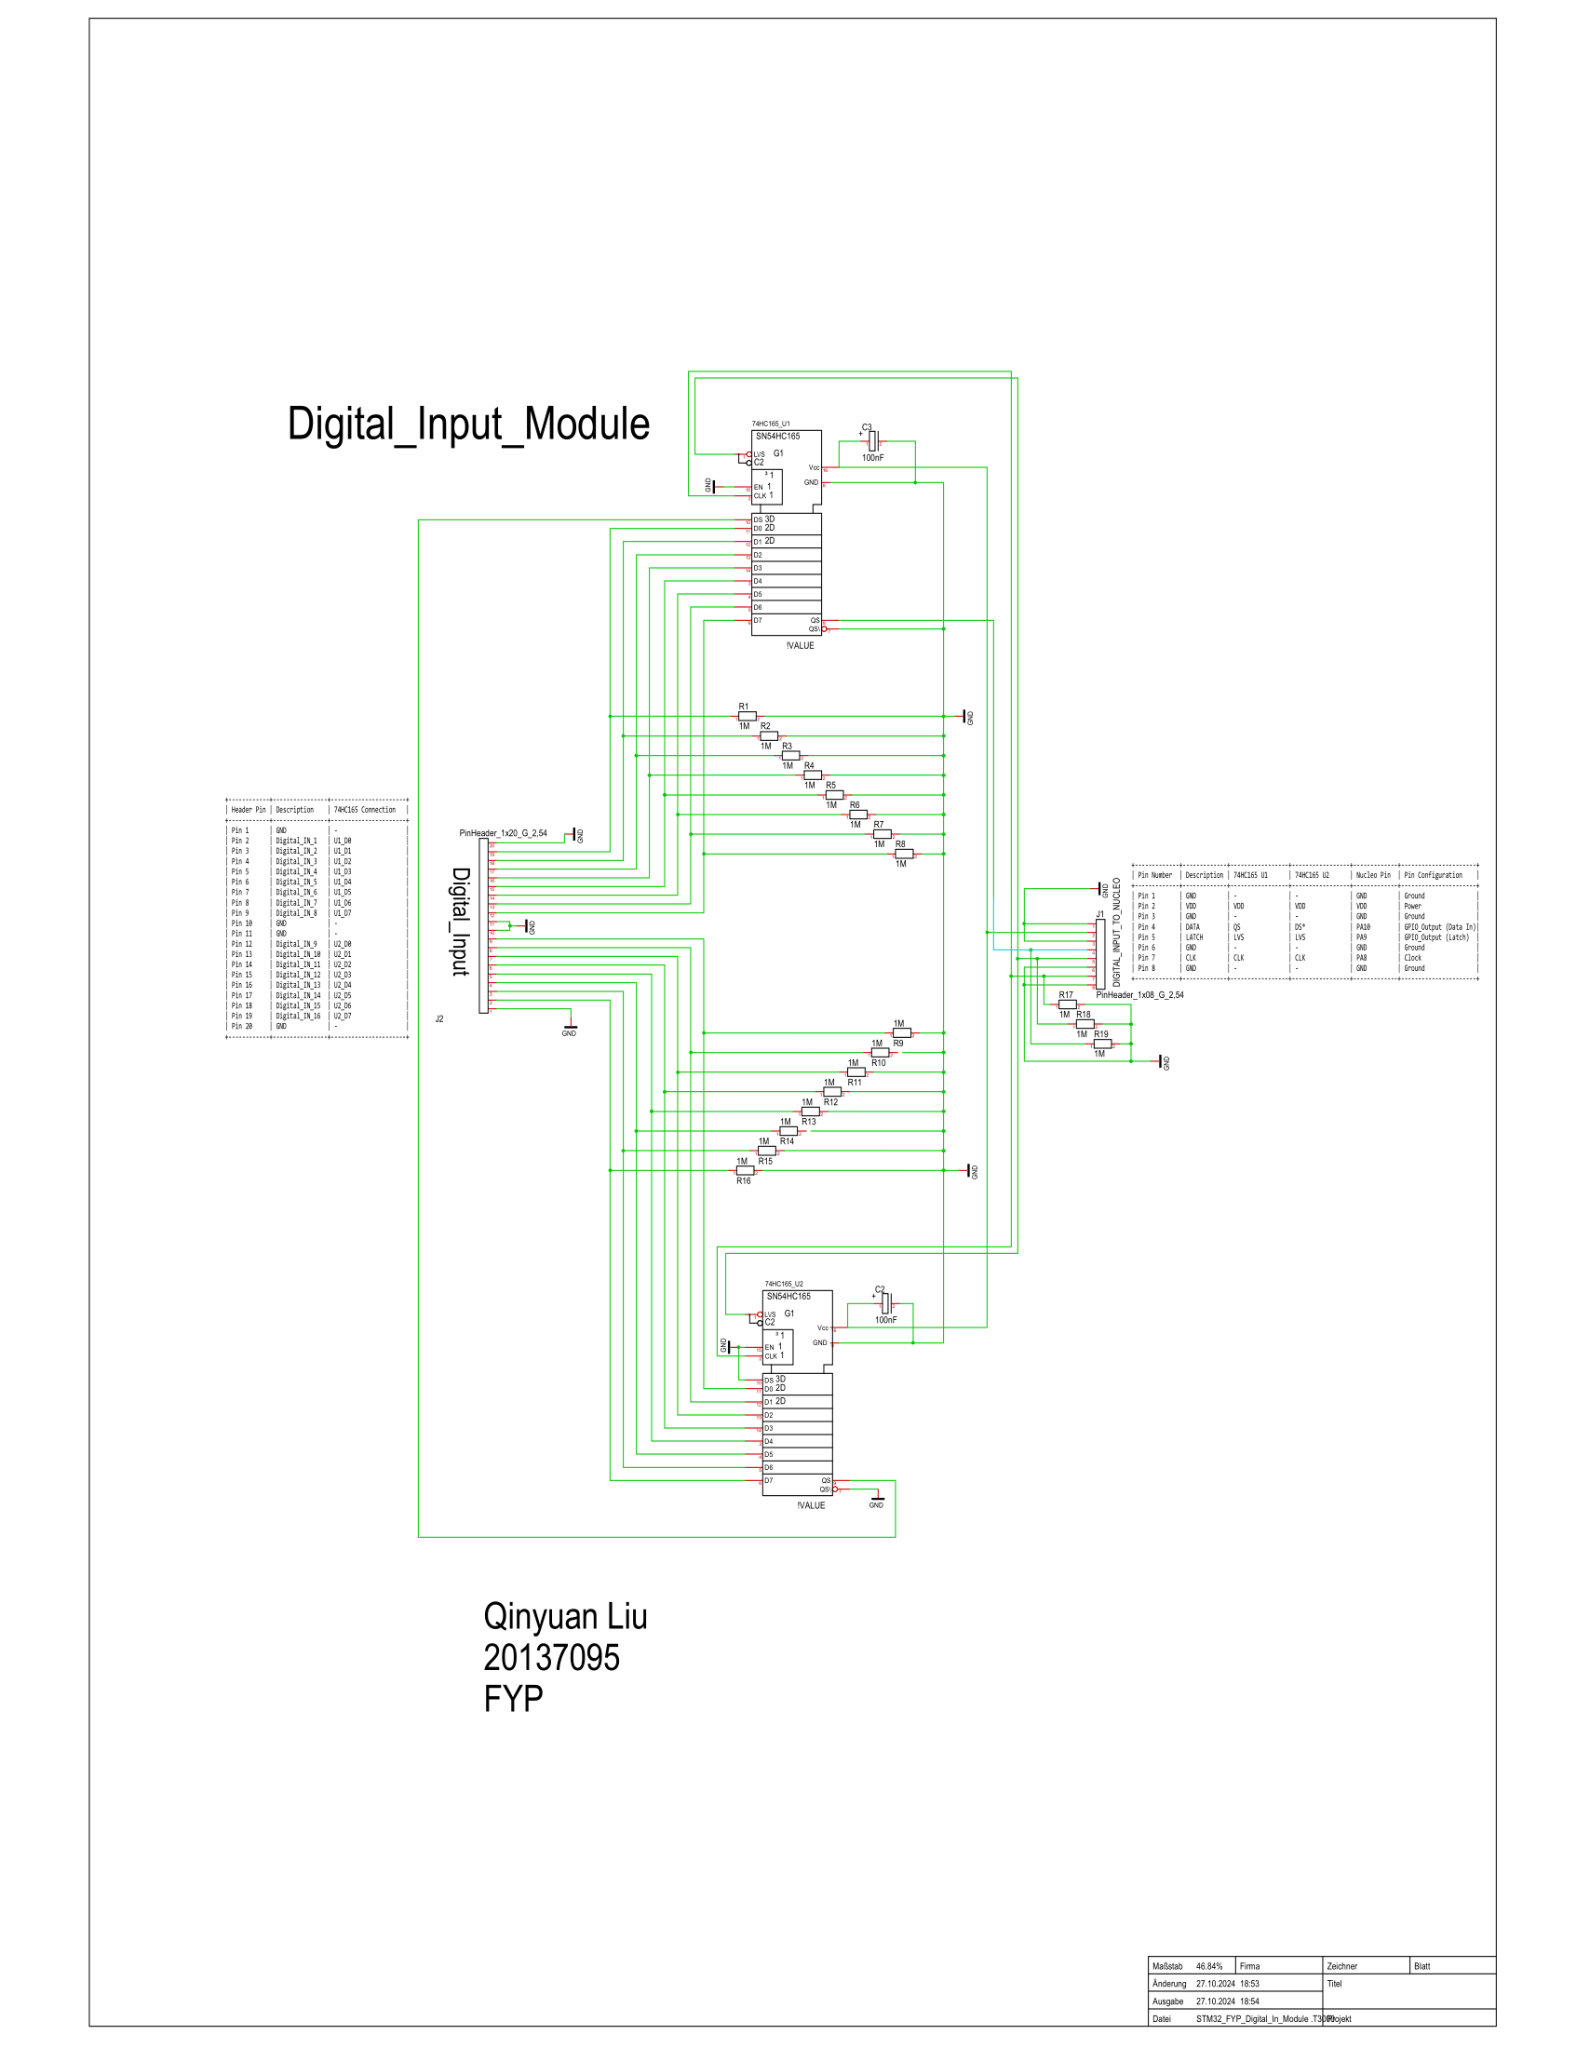 Digital_Input_Module
74HC165_U1
SN54HC165
LVS G1
C2
3 1
EN 1
CLK 1
Vcc
GND
C3
+
100nF
GND
DS 3D
D0 2D
D1 2D
D2
D3
D4
D5
D6
D7
QS
QS\
!VALUE
R1
1M
R2
1M
R3
1M
R4
1M
R5
1M
R6
1M
R7
1M
R8
1M
GND
| Header Pin | Description | 74HC165 Connection |
| Pin 1 | GND | - |
| Pin 2 | Digital_IN_1 | U1_D0 |
| Pin 3 | Digital_IN_2 | U1_D1 |
| Pin 4 | Digital_IN_3 | U1_D2 |
| Pin 5 | Digital_IN_4 | U1_D3 |
| Pin 6 | Digital_IN_5 | U1_D4 |
| Pin 7 | Digital_IN_6 | U1_D5 |
| Pin 8 | Digital_IN_7 | U1_D6 |
| Pin 9 | Digital_IN_8 | U1_D7 |
| Pin 10 | GND | - |
| Pin 11 | GND | - |
| Pin 12 | Digital_IN_9 | U2_D0 |
| Pin 13 | Digital_IN_10 | U2_D1 |
| Pin 14 | Digital_IN_11 | U2_D2 |
| Pin 15 | Digital_IN_12 | U2_D3 |
| Pin 16 | Digital_IN_13 | U2_D4 |
| Pin 17 | Digital_IN_14 | U2_D5 |
| Pin 18 | Digital_IN_15 | U2_D6 |
| Pin 19 | Digital_IN_16 | U2_D7 |
| Pin 20 | GND | - |
PinHeader_1x20_G_2,54
Digital_Input
J2
GND
GND
GND
| Pin Number | Description | 74HC165 U1 | 74HC165 U2 | Nucleo Pin | Pin Configuration |
| Pin 1 | GND | - | - | GND | Ground |
| Pin 2 | VDD | VDD | VDD | VDD | Power |
| Pin 3 | GND | - | - | GND | Ground |
| Pin 4 | DATA | QS | DS* | PA10 | GPIO_Output (Data In) |
| Pin 5 | LATCH | LVS | LVS | PA9 | GPIO_Output (Latch) |
| Pin 6 | GND | - | - | GND | Ground |
| Pin 7 | CLK | CLK | CLK | PA8 | Clock |
| Pin 8 | GND | - | - | GND | Ground |
GND
J1
DIGITAL_INPUT_TO_NUCLEO
PinHeader_1x08_G_2,54
R17
1M
R18
1M
R19
1M
GND
1M
R9
1M
R10
1M
R11
1M
R12
1M
R13
1M
R14
1M
R15
1M
R16
GND
74HC165_U2
SN54HC165
LVS G1
C2
3 1
EN 1
CLK 1
Vcc
GND
C2
+
100nF
GND
DS 3D
D0 2D
D1 2D
D2
D3
D4
D5
D6
D7
QS
QS\
GND
!VALUE
Qinyuan Liu
20137095
FYP
Maßstab 46.84% Firma Zeichner Blatt
Änderung 27.10.2024 18:53 Titel
Ausgabe 27.10.2024 18:54
Datei STM32_FYP_Digital_In_Module .T3000 Projekt